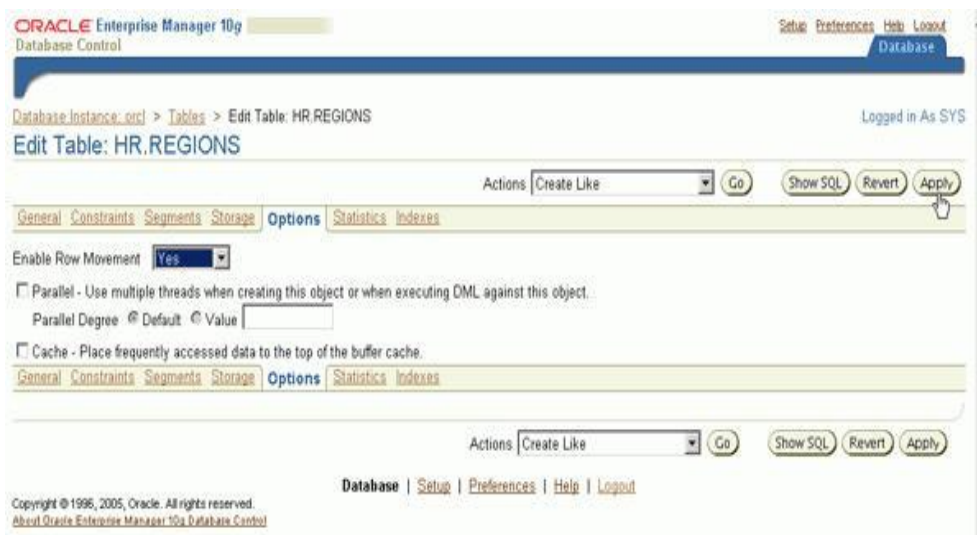 ORACLE Enterprise Manager 10g
Database Control
Setup Preferences Help Logout
Database
Database Instance: orcl > Tables > Edit Table: HR.REGIONS
Logged in As SYS
Edit Table: HR.REGIONS
Actions Create Like Go Show SQL Revert Apply
General Constraints Segments Storage Options Statistics Indexes
Enable Row Movement Yes
Parallel - Use multiple threads when creating this object or when executing DML against this object.
Parallel Degree Default Value
Cache - Place frequently accessed data to the top of the buffer cache.
General Constraints Segments Storage Options Statistics Indexes
Actions Create Like Go Show SQL Revert Apply
Database | Setup | Preferences | Help | Logout
Copyright © 1996, 2005, Oracle. All rights reserved.
About Oracle Enterprise Manager 10g Database Control